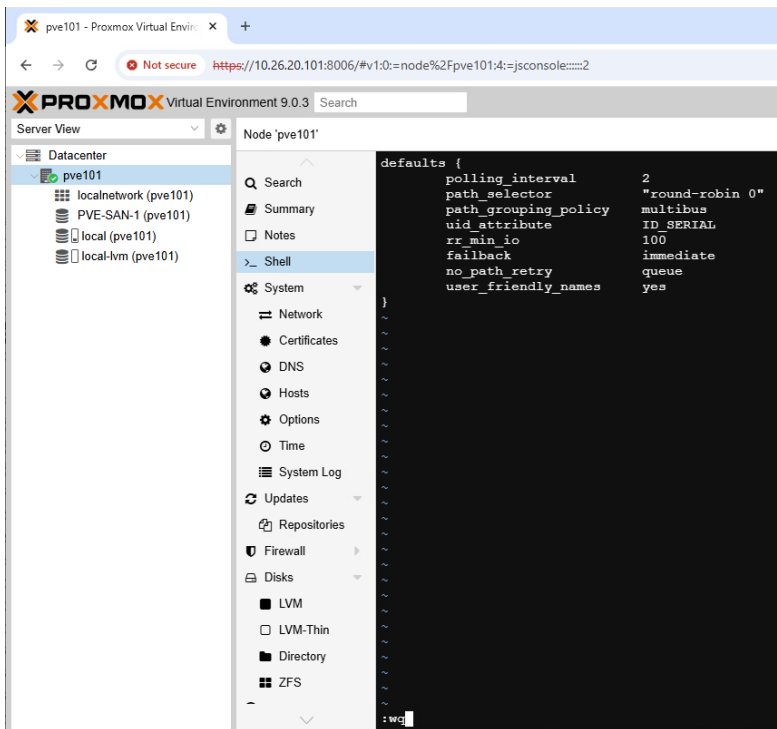 pve101 - Proxmox Virtual Enviro
Not secure https://10.26.20.101:8006/#v1:0:=node%2Fpve101:4:=jsconsole::::::2
PROXMOX Virtual Environment 9.0.3 Search
Server View
Datacenter
pve101
localnetwork (pve101)
PVE-SAN-1 (pve101)
local (pve101)
local-lvm (pve101)
Node 'pve101'
Search
Summary
Notes
Shell
System
Network
Certificates
DNS
Hosts
Options
Time
System Log
Updates
Repositories
Firewall
Disks
LVM
LVM-Thin
Directory
ZFS
defaults {
polling_interval 2
path_selector "round-robin 0"
path_grouping_policy multibus
uid_attribute ID_SERIAL
rr_min_io 100
failback immediate
no_path_retry queue
user_friendly_names yes
}
:wq